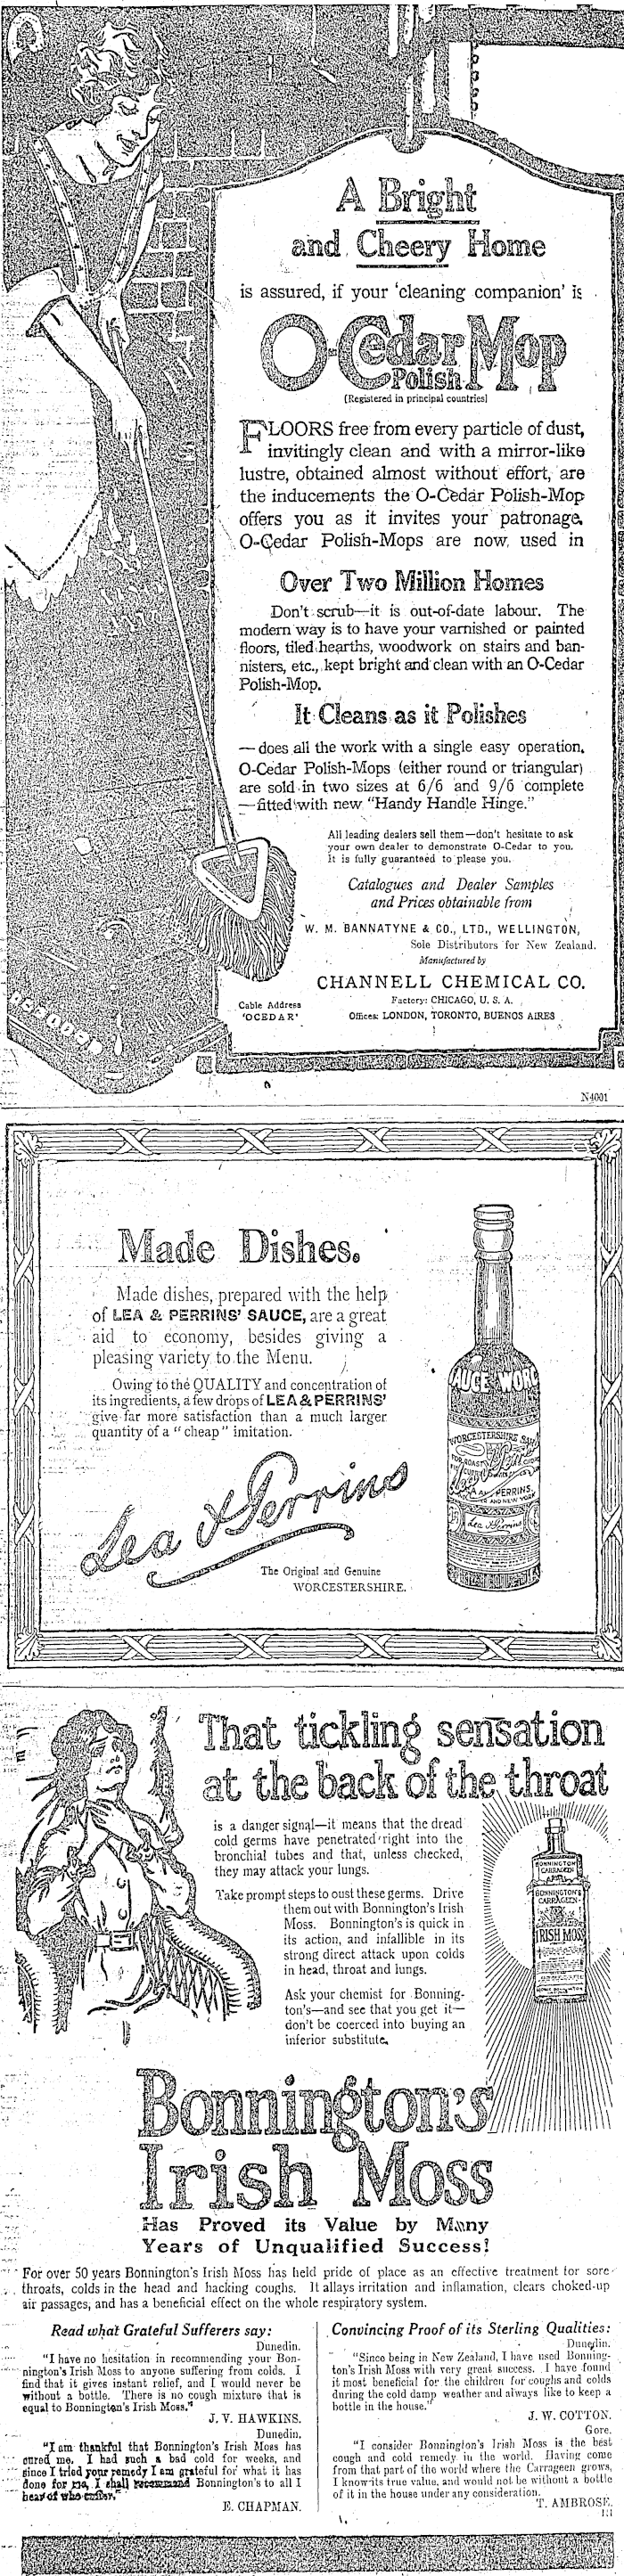 A Bright
and Cheery Home
is assured, if your 'cleaning companion' is
O-Cedar Mop
Polish
(Registered in principal countries)
FLOORS free from every particle of dust,
invitingly clean and with a mirror-like
lustre, obtained almost without effort, are
the inducements the O-Cedar Polish-Mop
offers you as it invites your patronage.
O-Cedar Polish-Mops are now used in
Over Two Million Homes
Don't scrub—it is out-of-date labour. The
modern way is to have your varnished or painted
floors, tiled hearths, woodwork on stairs and ban-
nisters, etc., kept bright and clean with an O-Cedar
Polish-Mop.
It Cleans as it Polishes
—does all the work with a single easy operation.
O-Cedar Polish-Mops (either round or triangular)
are sold in two sizes at 6/6 and 9/6 complete
—fitted with new "Handy Handle Hinge."
All leading dealers sell them—don't hesitate to ask
your own dealer to demonstrate O-Cedar to you.
It is fully guaranteed to please you.
Catalogues and Dealer Samples
and Prices obtainable from
W. M. BANNATYNE & CO., LTD., WELLINGTON,
Sole Distributors for New Zealand.
Manufactured by
CHANNELL CHEMICAL CO.
Cable Address
'OCEDAR'
Factory: CHICAGO, U. S. A.
Offices: LONDON, TORONTO, BUENOS AIRES
N4001
Made Dishes.
Made dishes, prepared with the help
of LEA & PERRINS' SAUCE, are a great
aid to economy, besides giving a
pleasing variety to the Menu.
Owing to the QUALITY and concentration of
its ingredients, a few drops of LEA & PERRINS'
give far more satisfaction than a much larger
quantity of a "cheap" imitation.
Lea & Perrins
The Original and Genuine
WORCESTERSHIRE.
AUCE WORC
WORCESTERSHIRE SAU
PERRINS
Lea & Perrins
That tickling sensation
at the back of the throat
is a danger signal—it means that the dread
cold germs have penetrated right into the
bronchial tubes and that, unless checked,
they may attack your lungs.
Take prompt steps to oust these germs. Drive
them out with Bonnington's Irish
Moss. Bonnington's is quick in
its action, and infallible in its
strong direct attack upon colds
in head, throat and lungs.
Ask your chemist for Bonning-
ton's—and see that you get it—
don't be coerced into buying an
inferior substitute.
BONNINGTON
CARRAGEEN
BONNINGTON'S
CARRAGEEN
IRISH MOSS
Bonnington's
Irish Moss
Has Proved its Value by Many
Years of Unqualified Success!
For over 50 years Bonnington's Irish Moss has held pride of place as an effective treatment for sore
throats, colds in the head and hacking coughs. It allays irritation and inflamation, clears choked-up
air passages, and has a beneficial effect on the whole respiratory system.
Read what Grateful Sufferers say:
Dunedin.
"I have no hesitation in recommending your Bon-
nington's Irish Moss to anyone suffering from colds. I
find that it gives instant relief, and I would never be
without a bottle. There is no cough mixture that is
equal to Bonnington's Irish Moss."
J. V. HAWKINS.
Dunedin.
"I am thankful that Bonnington's Irish Moss has
cured me. I had such a bad cold for weeks, and
since I tried your remedy I am grateful for what it has
done for me. I shall recommend Bonnington's to all I
hear of who suffer."
E. CHAPMAN.
Convincing Proof of its Sterling Qualities:
Dunedin.
"Since being in New Zealand, I have used Bonning-
ton's Irish Moss with very great success. I have found
it most beneficial for the children for coughs and colds
during the cold damp weather and always like to keep a
bottle in the house."
J. W. COTTON.
Gore.
"I consider Bonnington's Irish Moss is the best
cough and cold remedy in the world. Having come
from that part of the world where the Carrageen grows,
I know its true value, and would not be without a bottle
of it in the house under any consideration.
T. AMBROSE.